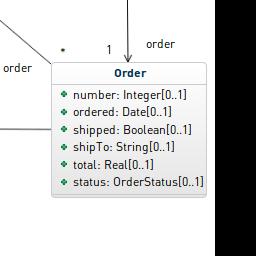 * 1 order
order
Order
number: Integer[0..1]
ordered: Date[0..1]
shipped: Boolean[0..1]
shipTo: String[0..1]
total: Real[0..1]
status: OrderStatus[0..1]